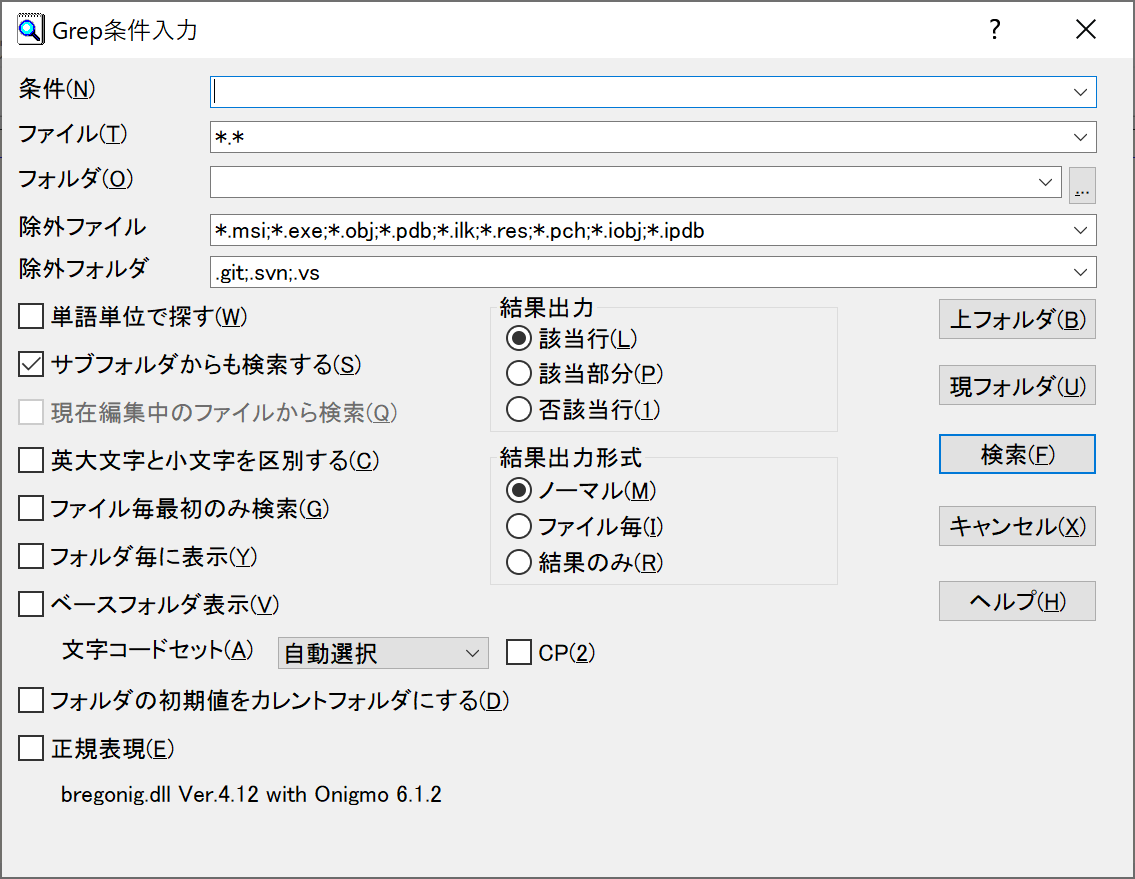 Grep条件入力
?
条件(N)
ファイル(T)
*.*
フォルダ(O)
...
除外ファイル
*.msi;*.exe;*.obj;*.pdb;*.ilk;*.res;*.pch;*.iobj;*.ipdb
除外フォルダ
.git;.svn;.vs
単語単位で探す(W)
サブフォルダからも検索する(S)
現在編集中のファイルから検索(Q)
英大文字と小文字を区別する(C)
ファイル毎最初のみ検索(G)
フォルダ毎に表示(Y)
ベースフォルダ表示(V)
文字コードセット(A)
自動選択
CP(2)
フォルダの初期値をカレントフォルダにする(D)
正規表現(E)
bregonig.dll Ver.4.12 with Onigmo 6.1.2
結果出力
該当行(L)
該当部分(P)
否該当行(1)
結果出力形式
ノーマル(M)
ファイル毎(I)
結果のみ(R)
上フォルダ(B)
現フォルダ(U)
検索(F)
キャンセル(X)
ヘルプ(H)